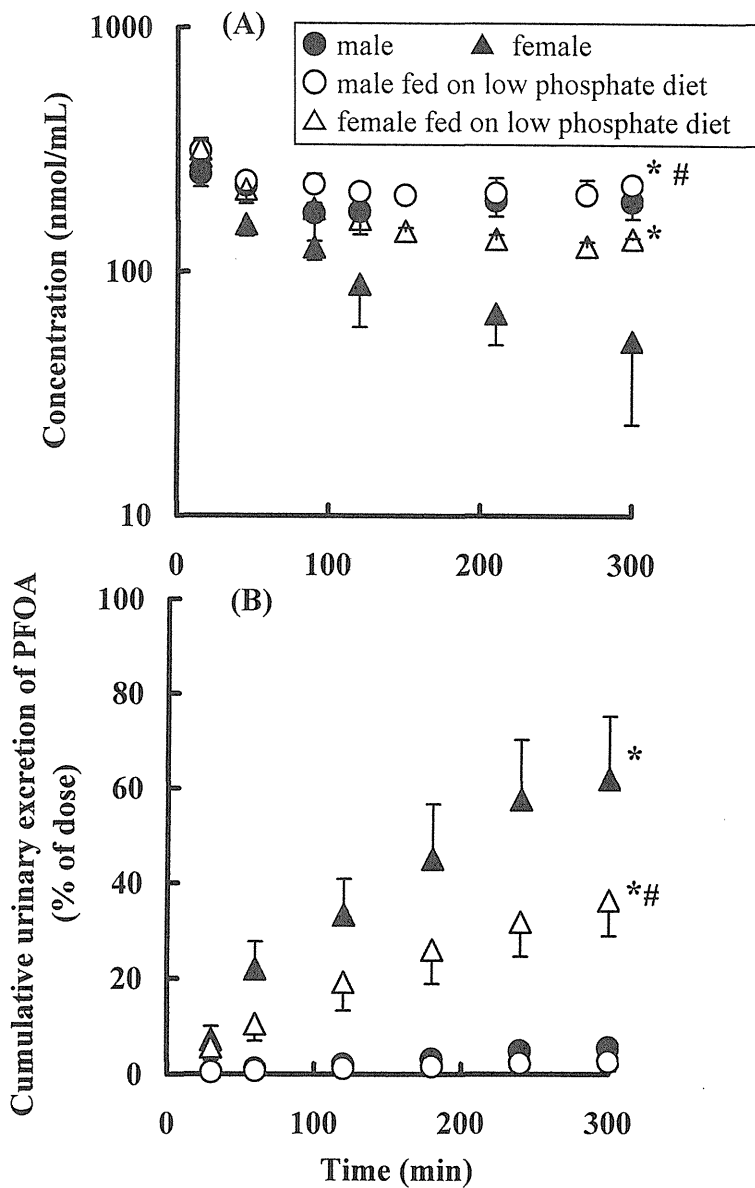 (A)
1000
100
10
Concentration (nmol/mL)
male female
male fed on low phosphate diet
female fed on low phosphate diet
* #
*
0 100 200 300
(B)
100
80
60
40
20
0
Cumulative urinary excretion of PFOA
(% of dose)
*
*#
0 100 200 300
Time (min)